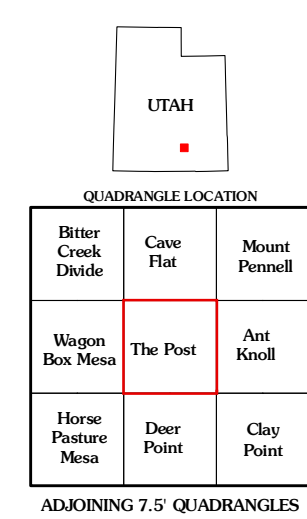 UTAH
QUADRANGLE LOCATION
Bitter
Creek
Divide
Cave
Flat
Mount
Pennell
Wagon
Box Mesa
The Post
Ant
Knoll
Horse
Pasture
Mesa
Deer
Point
Clay
Point
ADJOINING 7.5' QUADRANGLES